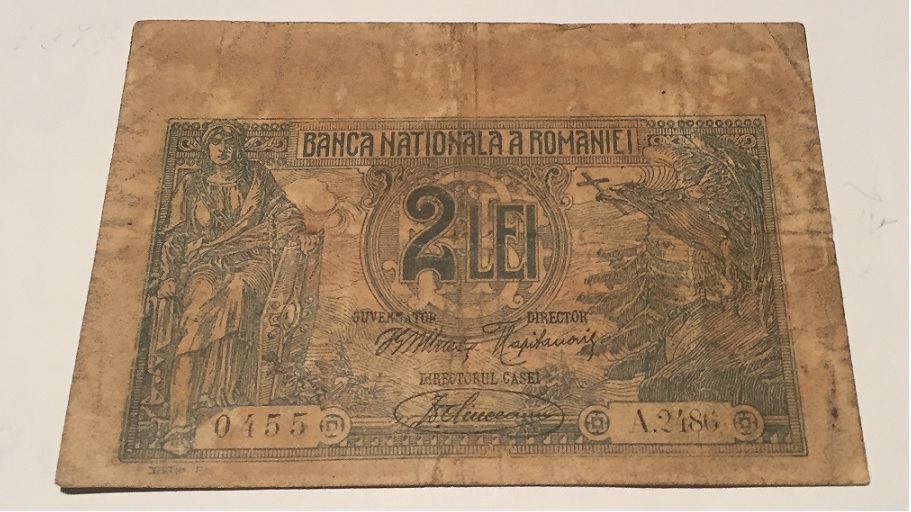 BANCA NATIONALA A ROMANIEI
2 LEI
GUVERNATOR DIRECTOR
DIRECTORUL CASEI
0455 A.2486